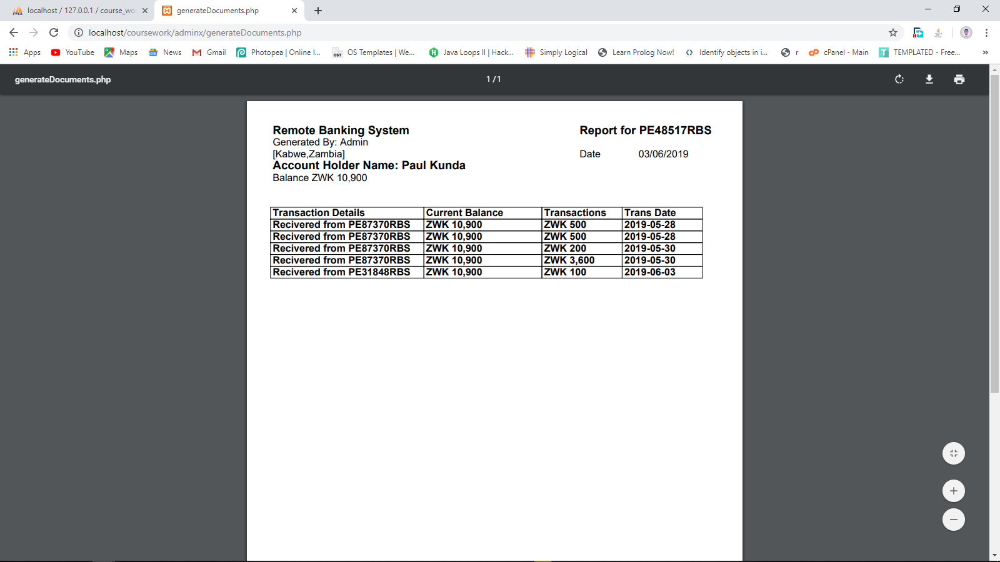 localhost / 127.0.0.1 / course_wo
generateDocuments.php
localhost/coursework/adminx/generateDocuments.php
Apps YouTube Maps News Gmail Photopea | Online I... OS Templates | We... Java Loops II | Hack... Simply Logical Learn Prolog Now! Identify objects in i... r cPanel - Main TEMPLATED - Free... »
generateDocuments.php 1 / 1
Remote Banking System Report for PE48517RBS
Generated By: Admin
[Kabwe,Zambia] Date 03/06/2019
Account Holder Name: Paul Kunda
Balance ZWK 10,900
Transaction Details Current Balance Transactions Trans Date
Recivered from PE87370RBS ZWK 10,900 ZWK 500 2019-05-28
Recivered from PE87370RBS ZWK 10,900 ZWK 500 2019-05-28
Recivered from PE87370RBS ZWK 10,900 ZWK 200 2019-05-30
Recivered from PE87370RBS ZWK 10,900 ZWK 3,600 2019-05-30
Recivered from PE31848RBS ZWK 10,900 ZWK 100 2019-06-03